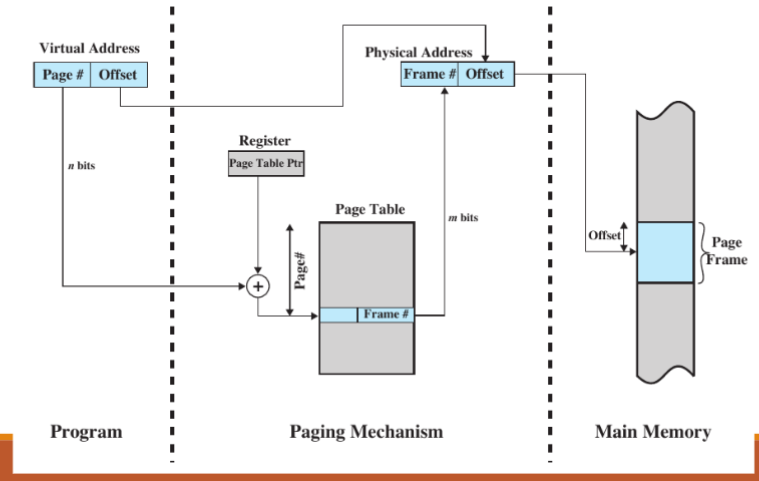 Virtual Address
Page # Offset
n bits
Physical Address
Frame # Offset
Register
Page Table Ptr
Page Table
m bits
Page#
+
Frame #
Offset
Page
Frame
Program
Paging Mechanism
Main Memory